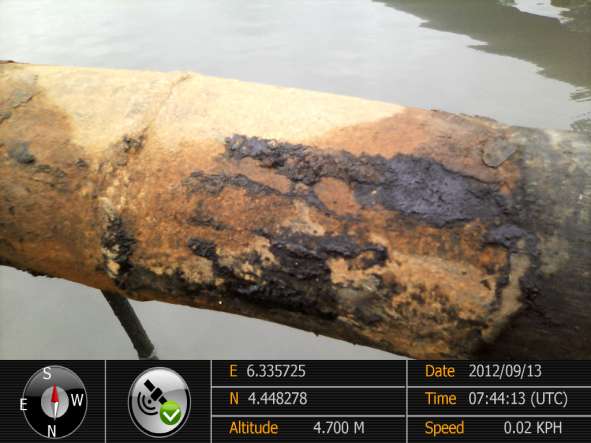 S
E W
N
E 6.335725
N 4.448278
Altitude 4.700 M
Date 2012/09/13
Time 07:44:13 (UTC)
Speed 0.02 KPH